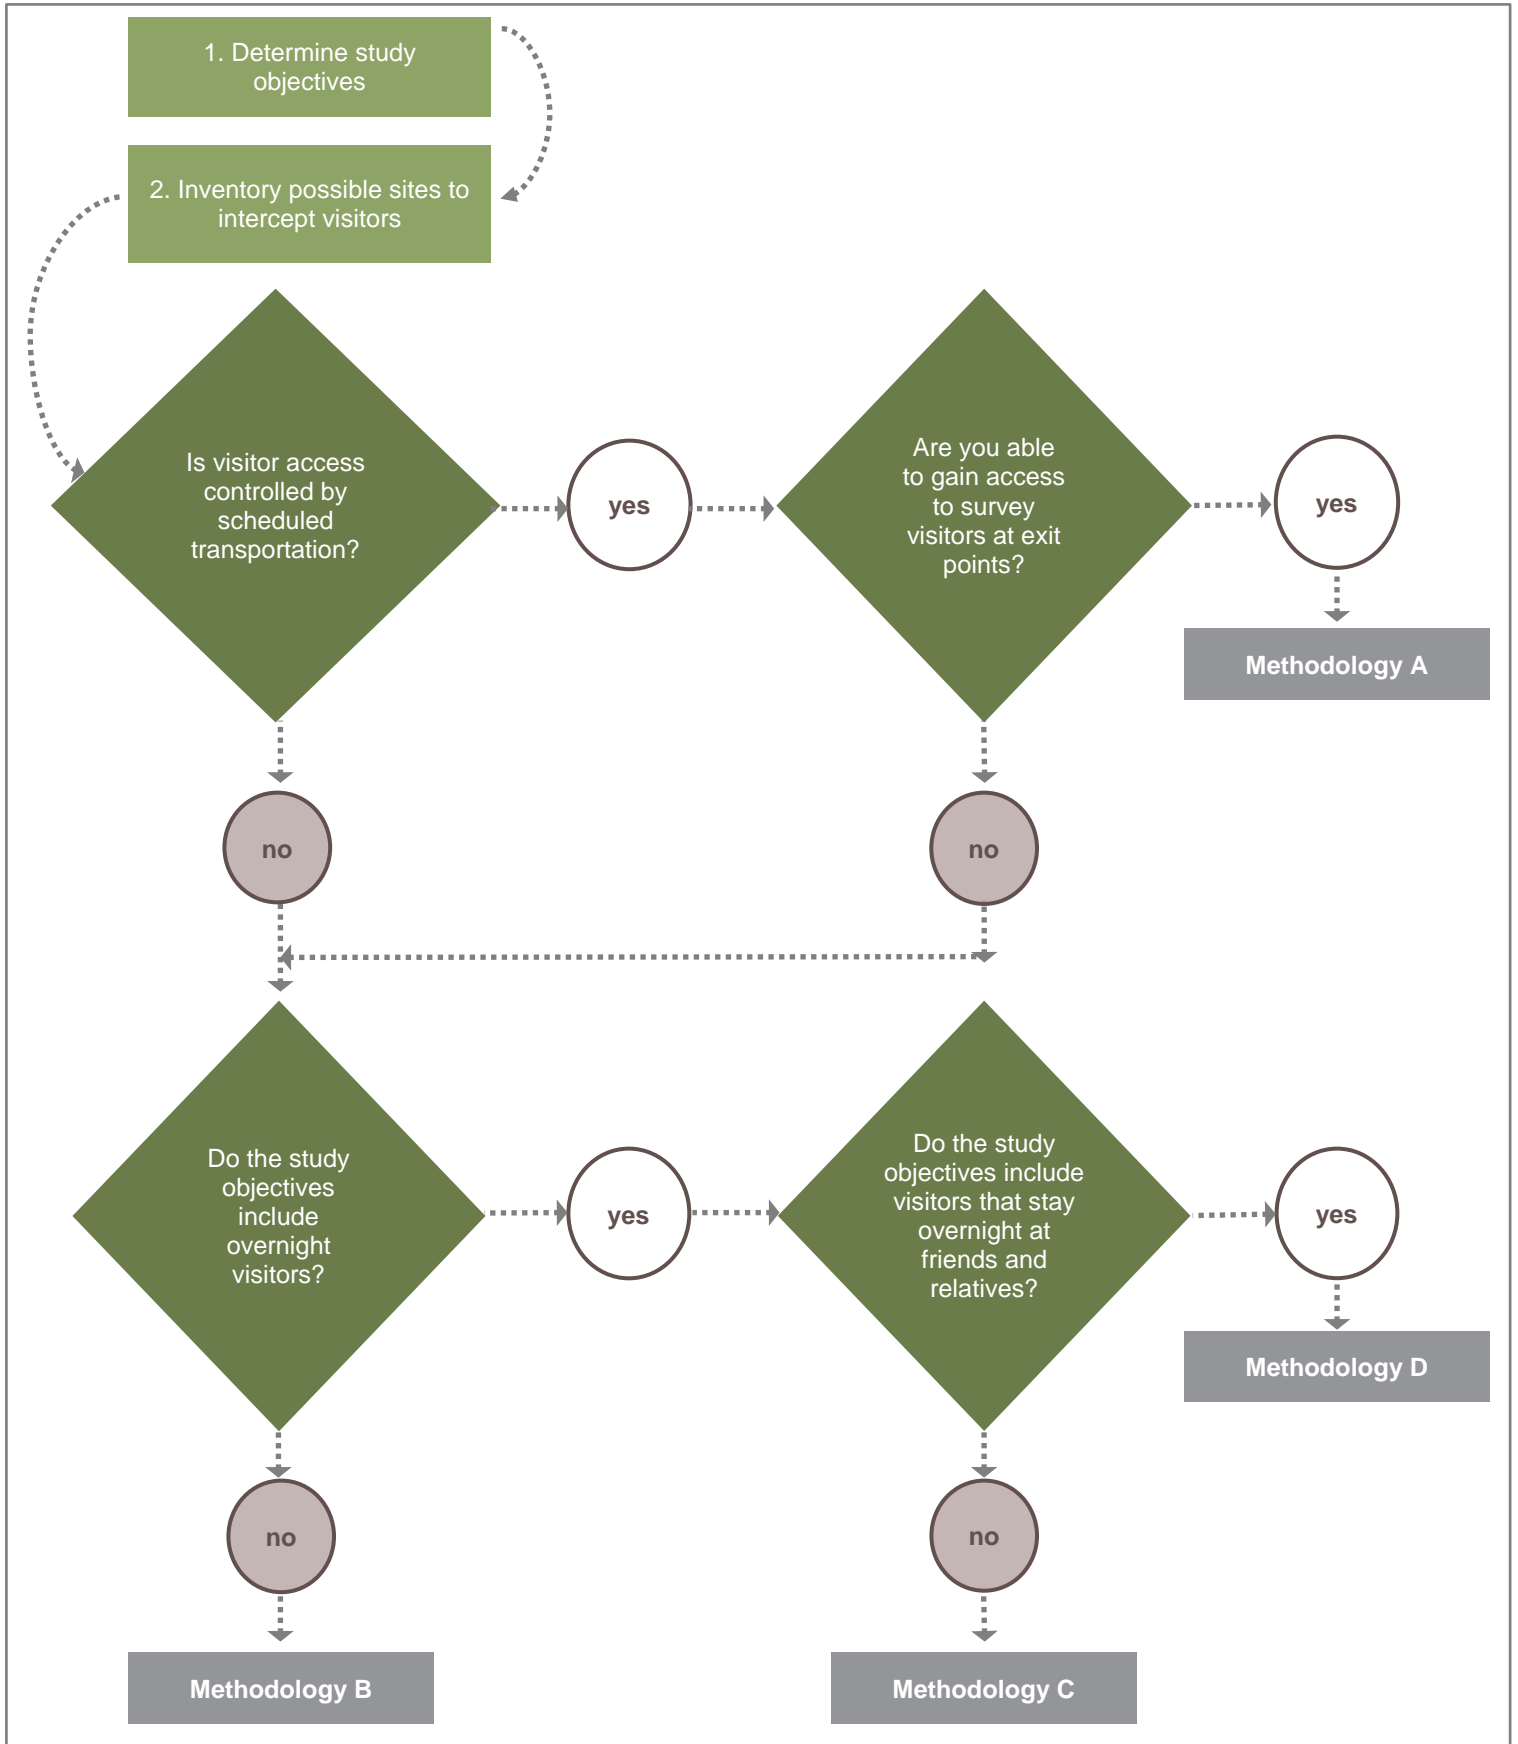 1. Determine study
objectives
2. Inventory possible sites to
intercept visitors
Is visitor access
controlled by
scheduled
transportation?
yes
Are you able
to gain access
to survey
visitors at exit
points?
yes
Methodology A
no
no
Do the study
objectives
include
overnight
visitors?
yes
Do the study
objectives include
visitors that stay
overnight at
friends and
relatives?
yes
Methodology D
no
no
Methodology B
Methodology C